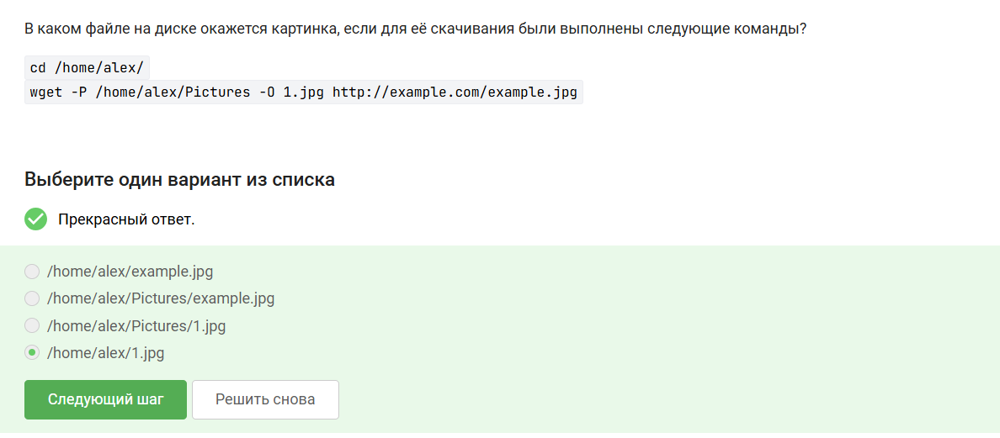 В каком файле на диске окажется картинка, если для её скачивания были выполнены следующие команды?
cd /home/alex/
wget -P /home/alex/Pictures -O 1.jpg http://example.com/example.jpg
Выберите один вариант из списка
Прекрасный ответ.
/home/alex/example.jpg
/home/alex/Pictures/example.jpg
/home/alex/Pictures/1.jpg
/home/alex/1.jpg
Следующий шаг
Решить снова